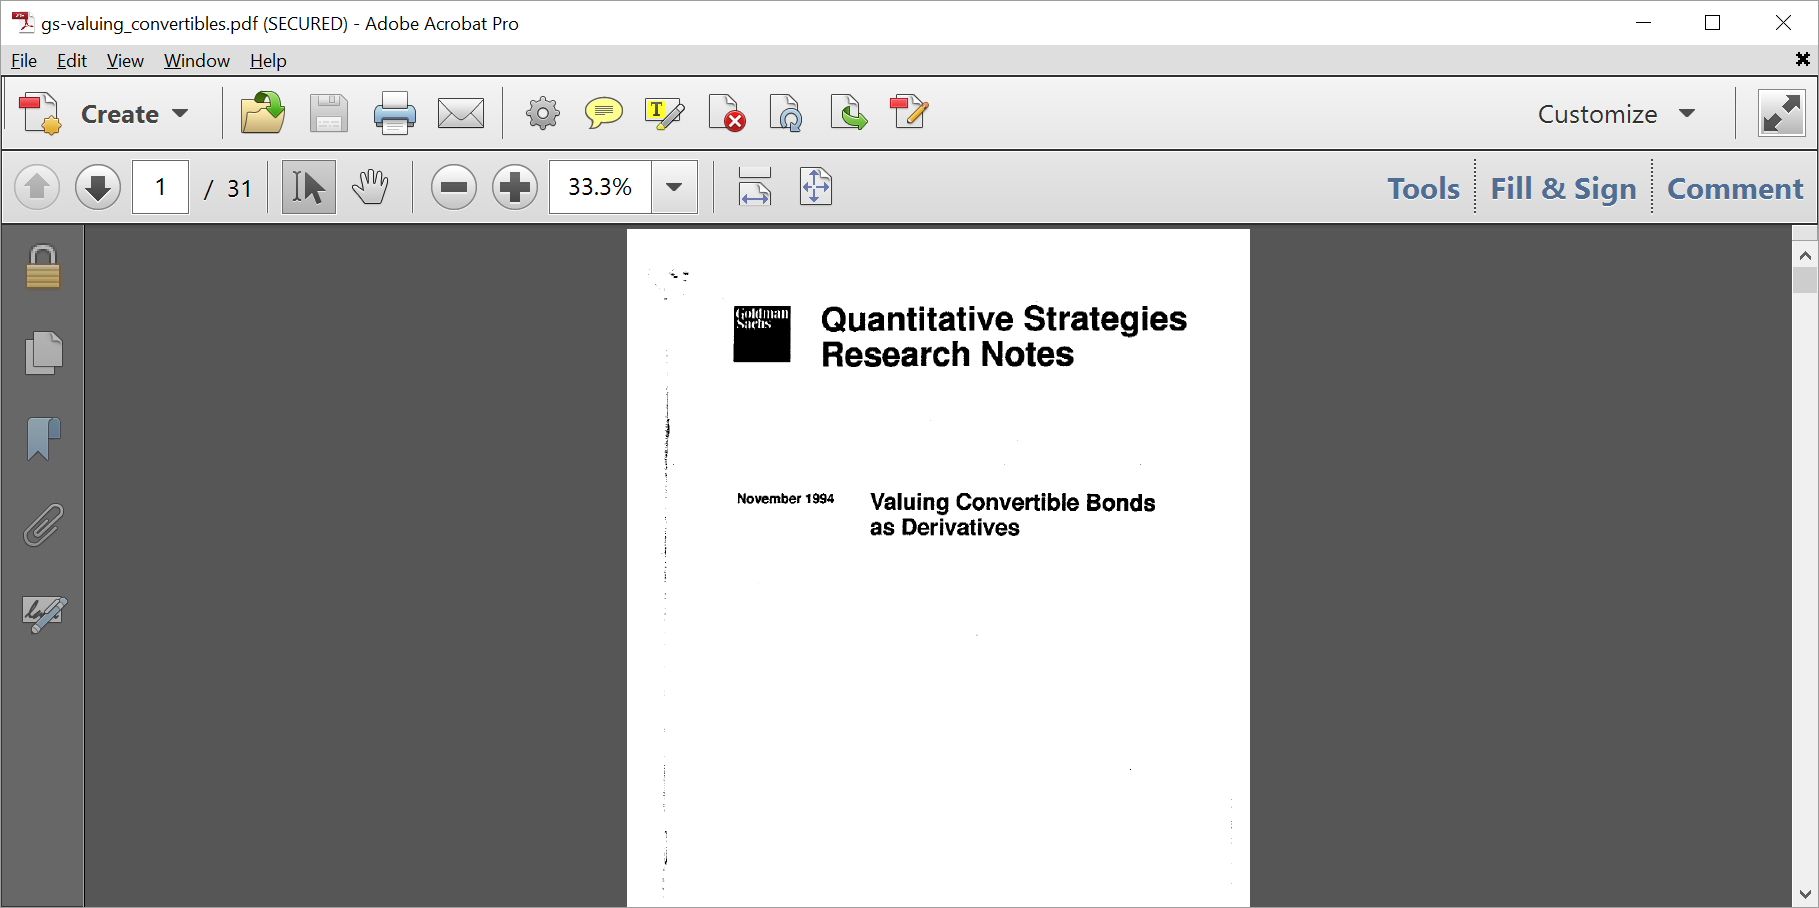 gs-valuing_convertibles.pdf (SECURED) - Adobe Acrobat Pro
File Edit View Window Help
Create
T
Customize
1 / 31
33.3%
Tools Fill & Sign Comment
Goldman
Sachs
Quantitative Strategies
Research Notes
November 1994
Valuing Convertible Bonds
as Derivatives